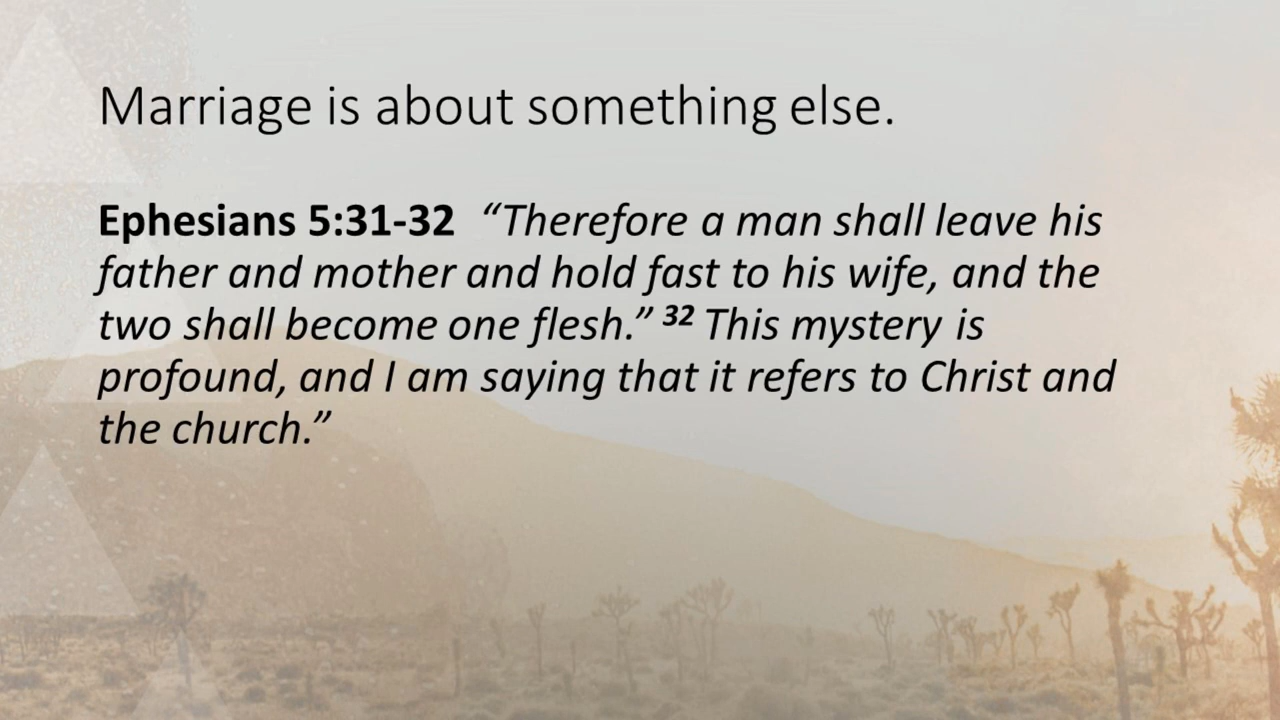 Marriage is about something else.
Ephesians 5:31-32 “Therefore a man shall leave his
father and mother and hold fast to his wife, and the
two shall become one flesh.” 32 This mystery is
profound, and I am saying that it refers to Christ and
the church.”